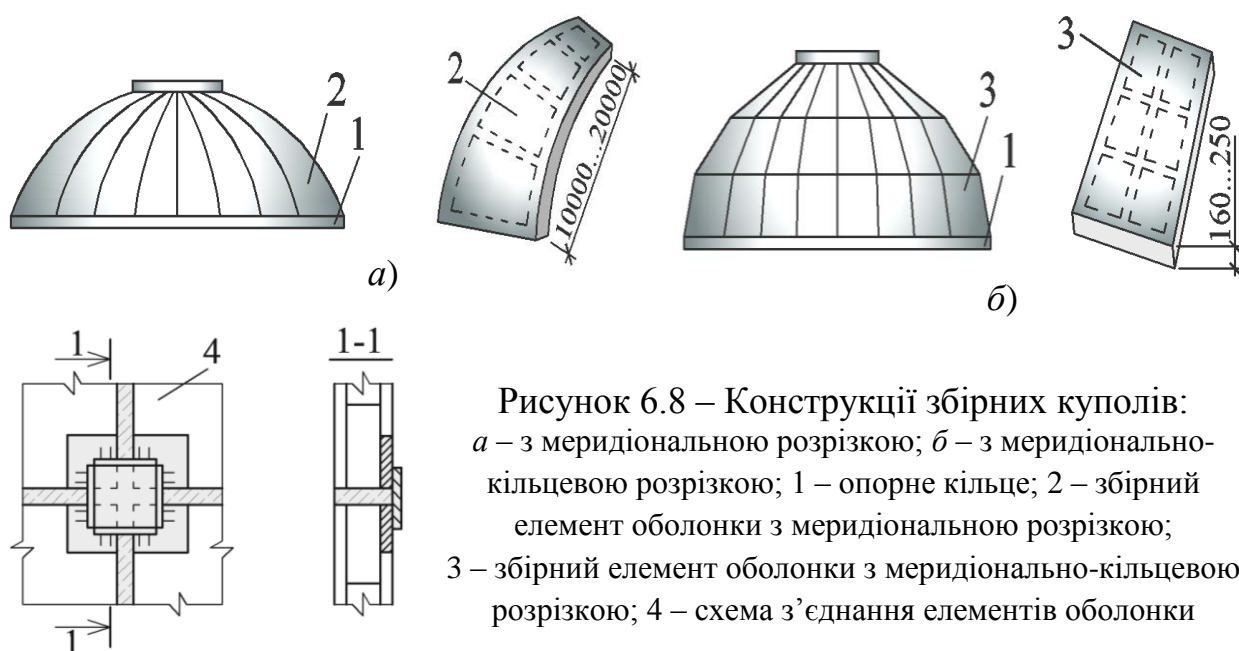 2
1
2
10000...20000
а)
3
1
3
160...250
б)
1
4
1
1-1
Рисунок 6.8 – Конструкції збірних куполів:
а – з меридіональною розрізкою; б – з меридіонально-
кільцевою розрізкою; 1 – опорне кільце; 2 – збірний
елемент оболонки з меридіональною розрізкою;
3 – збірний елемент оболонки з меридіонально-кільцевою
розрізкою; 4 – схема з’єднання елементів оболонки